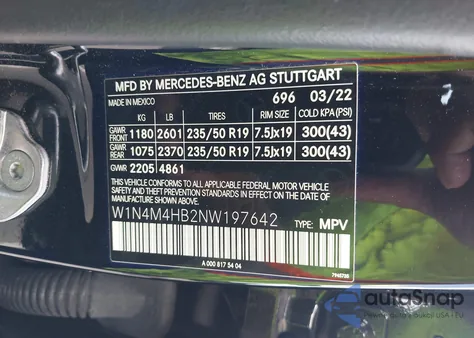 MFD BY MERCEDES-BENZ AG STUTTGART
MADE IN MEXICO 696 03/22
KG LB TIRES RIM SIZE COLD KPA(PSI)
GAWR FRONT 1180 2601 235/50 R19 7.5Jx19 300(43)
GAWR REAR 1075 2370 235/50 R19 7.5Jx19 300(43)
GVWR 2205 4861
THIS VEHICLE CONFORMS TO ALL APPLICABLE FEDERAL MOTOR VEHICLE
SAFETY, BUMPER, AND THEFT PREVENTION STANDARDS IN EFFECT ON THE DATE OF
MANUFACTURE SHOWN ABOVE.
W1N4M4HB2NW197642 TYPE: MPV
A 000 817 54 04
autoSnap